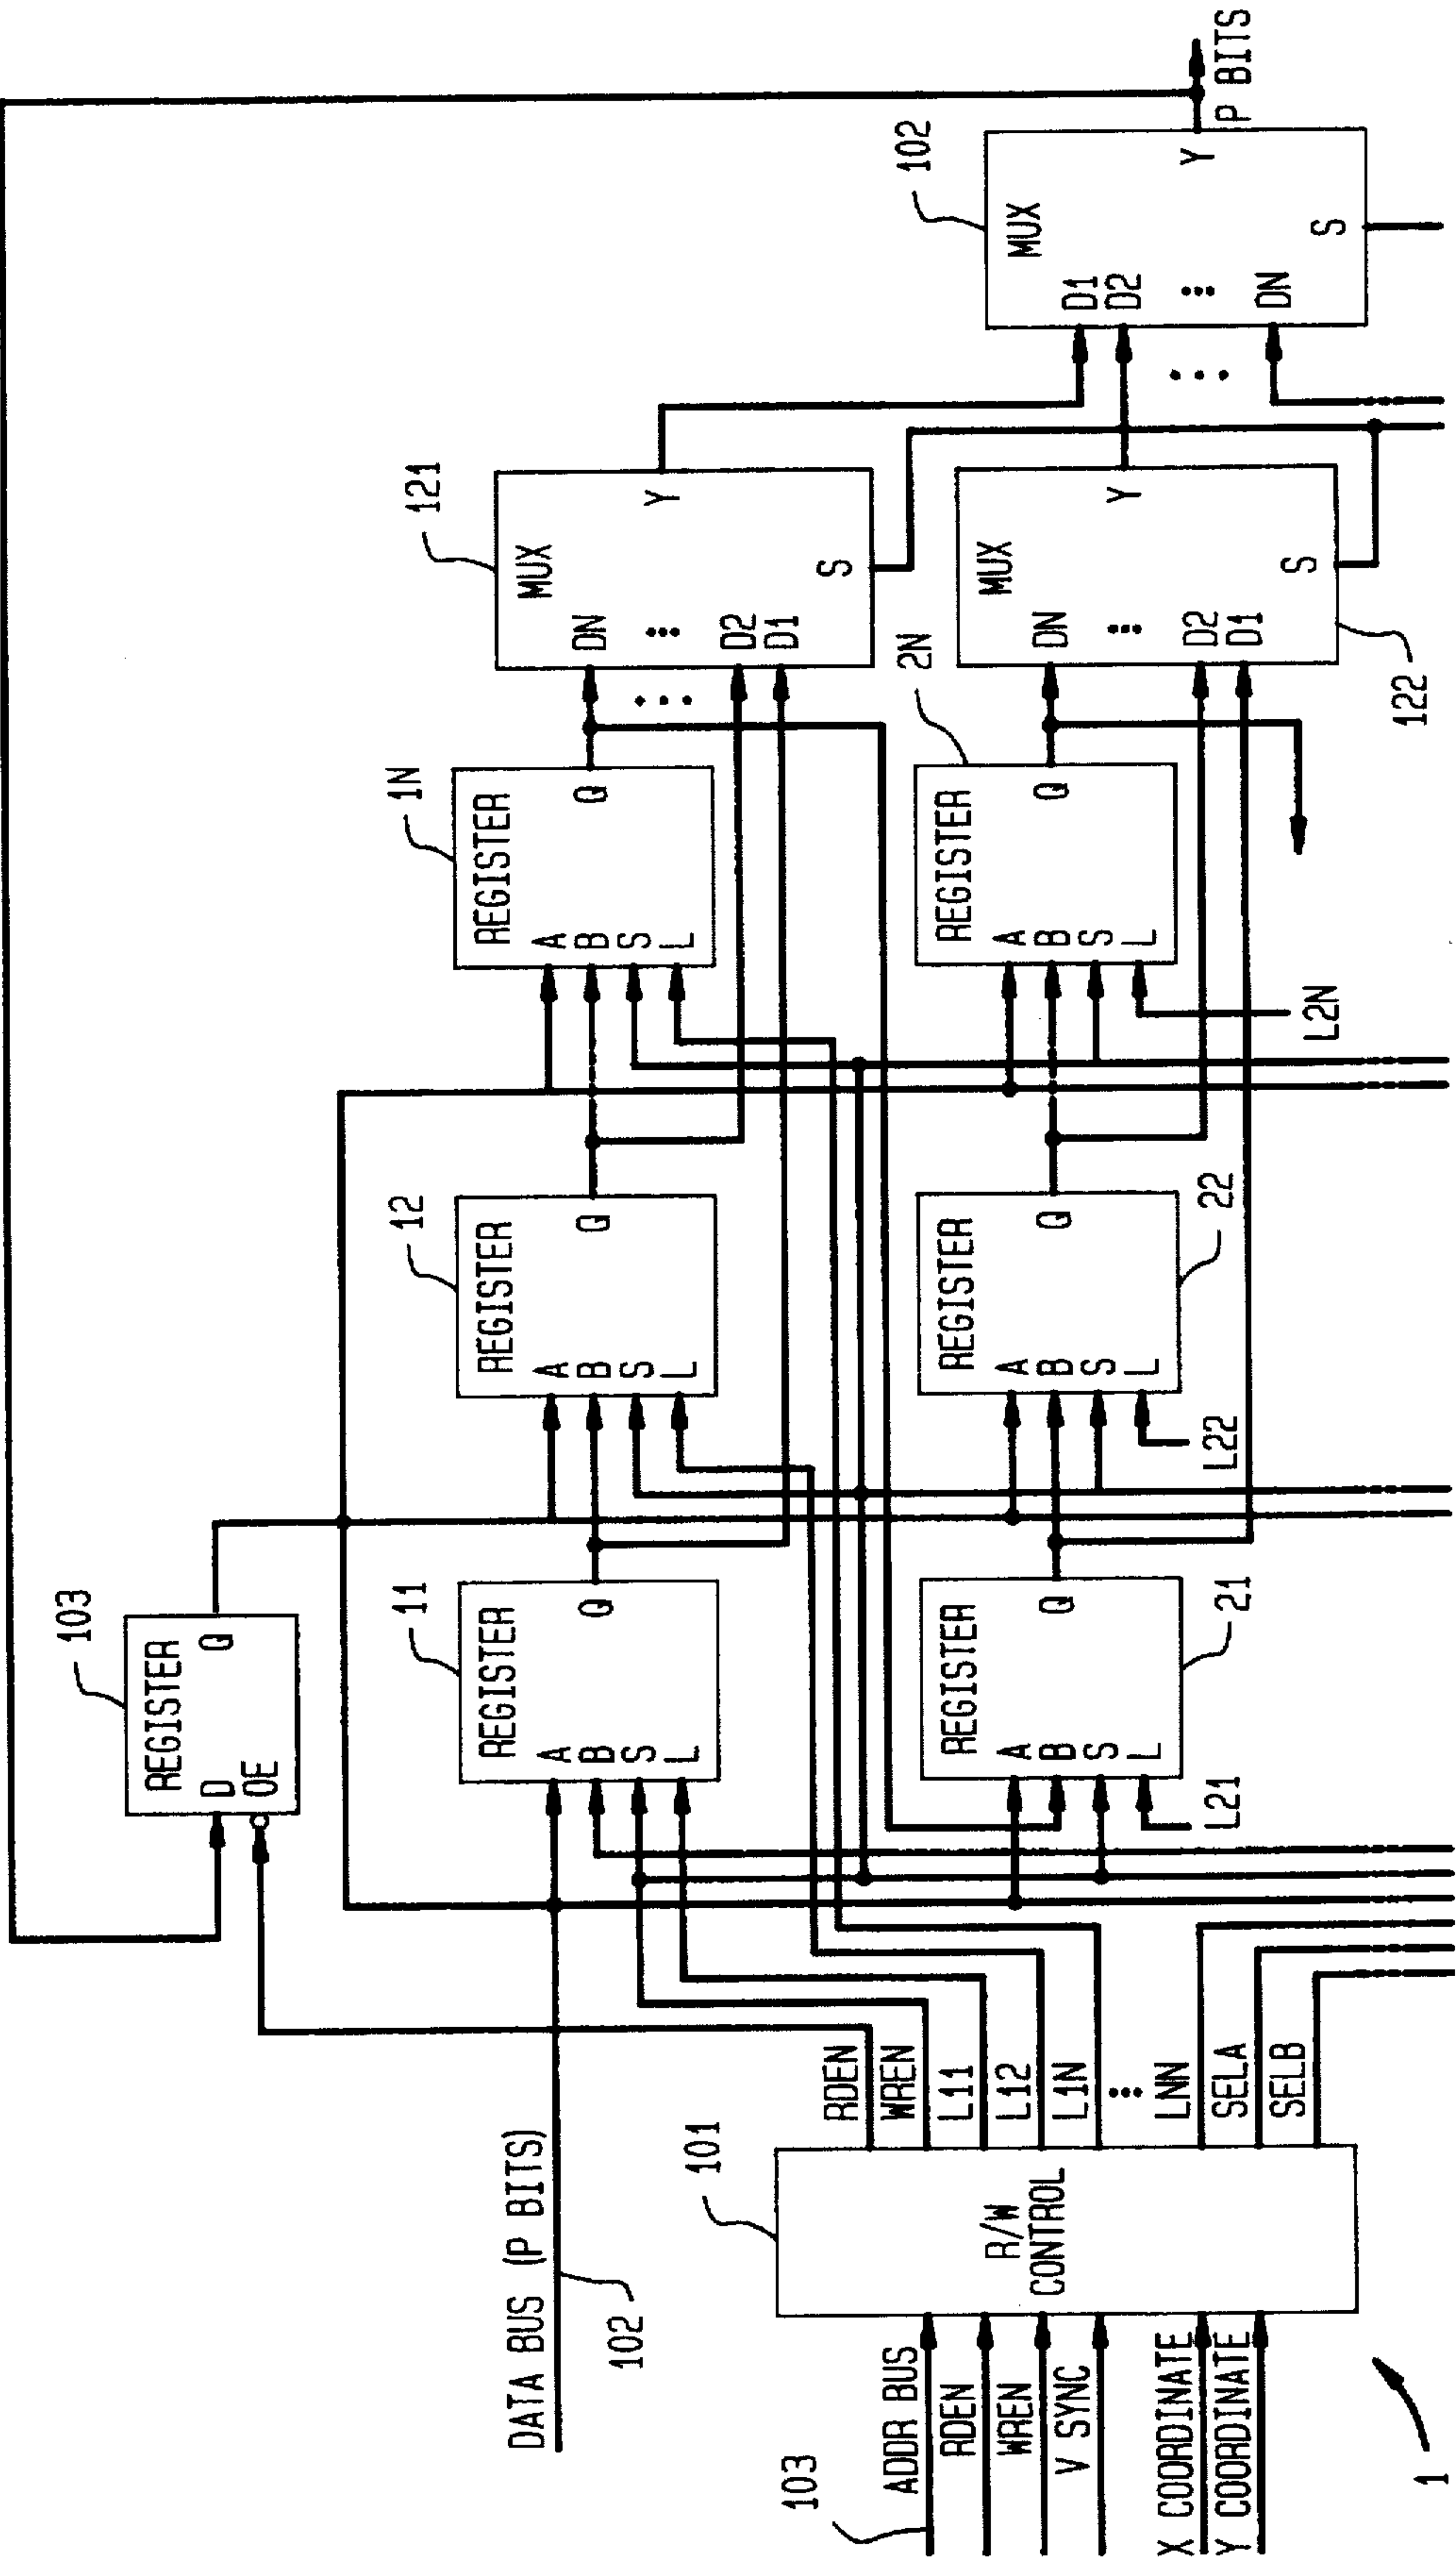 103
REGISTER
D
OE
Q
DATA BUS (P BITS)
102
11
REGISTER
A
B
S
L
Q
12
REGISTER
A
B
S
L
Q
1N
REGISTER
A
B
S
L
Q
121
MUX
DN
D2
D1
Y
S
101
R/W
CONTROL
103
ADDR BUS
RDEN
WREN
V SYNC
X COORDINATE
Y COORDINATE
RDEN
WREN
L11
L12
L1N
LNN
SELA
SELB
REGISTER
A
B
S
L
Q
21
L21
REGISTER
A
B
S
L
Q
22
L22
2N
REGISTER
A
B
S
L
Q
L2N
MUX
DN
D2
D1
Y
S
122
102
MUX
D1
D2
DN
Y
S
P BITS
1